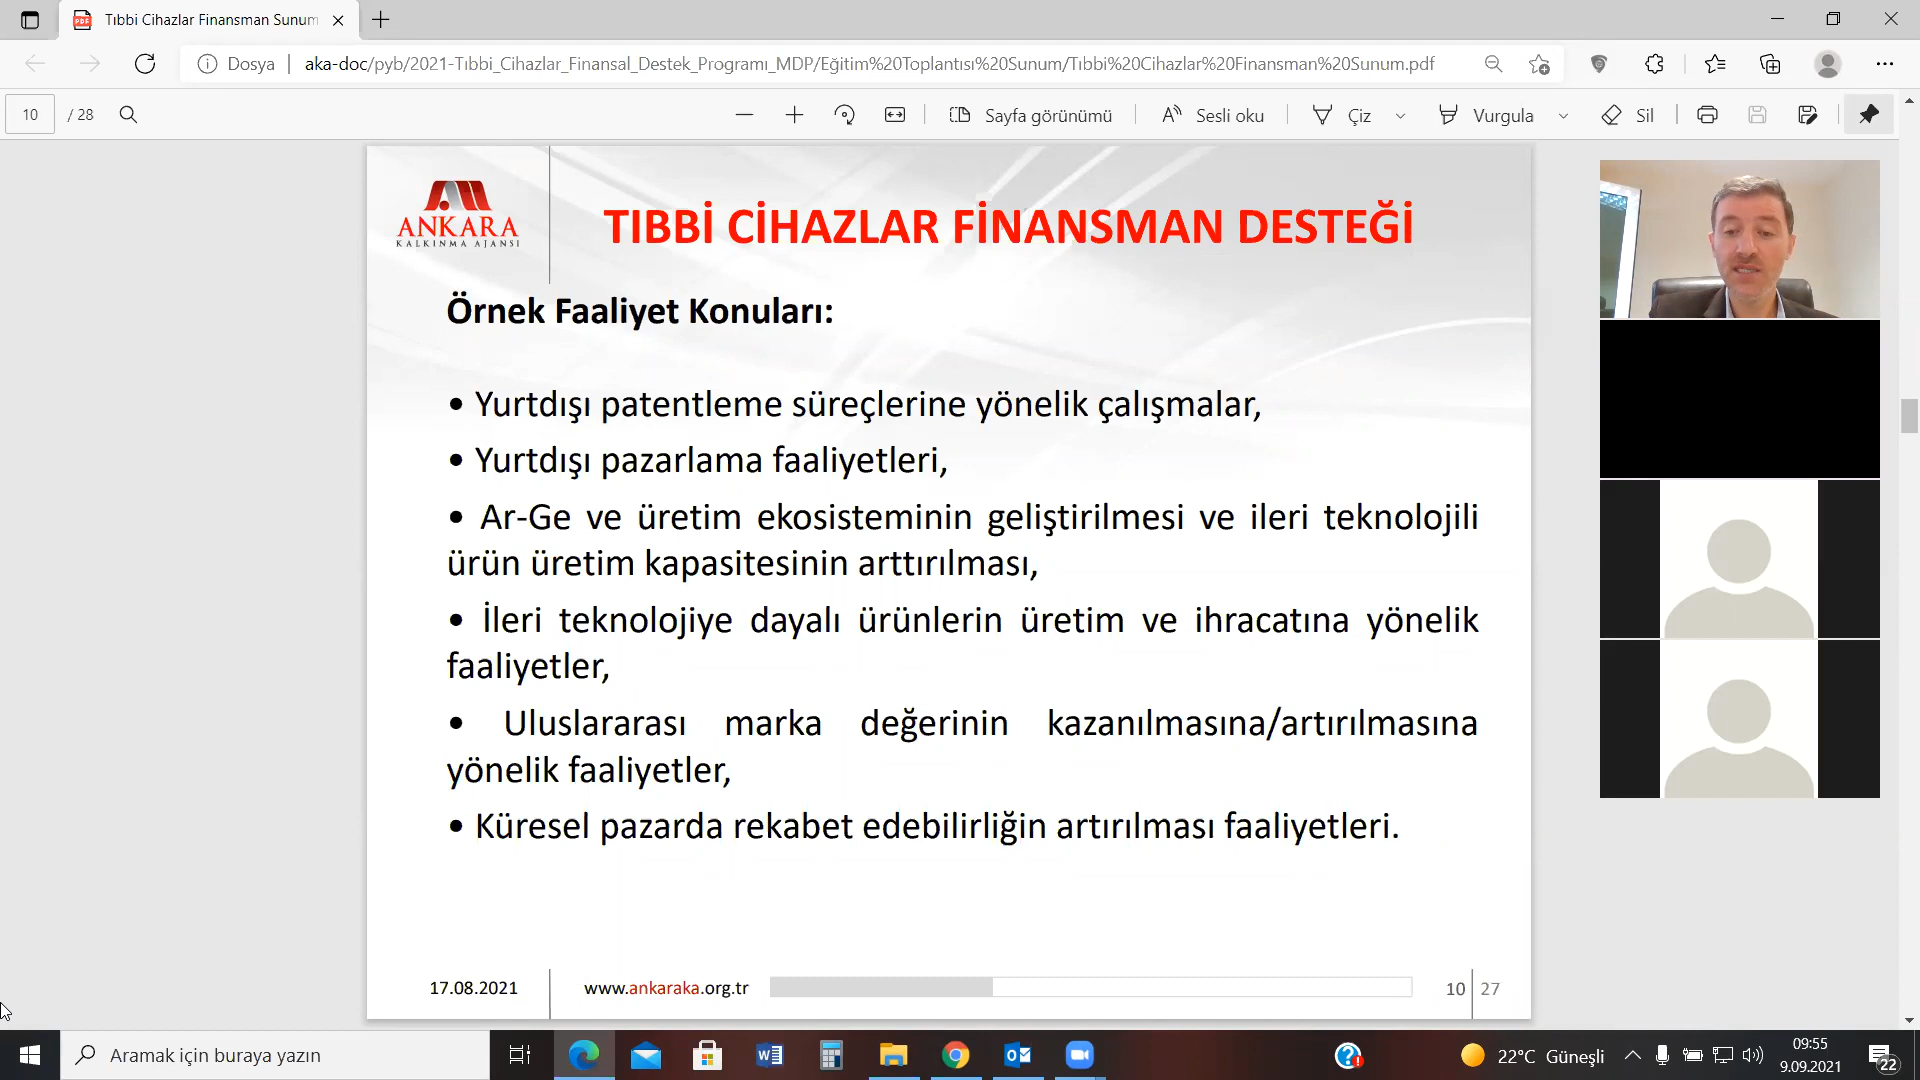 Tıbbi Cihazlar Finansman Sunum
Dosya
aka-doc/pyb/2021-Tıbbi_Cihazlar_Finansal_Destek_Programı_MDP/Eğitim%20Toplantısı%20Sunum/Tıbbi%20Cihazlar%20Finansman%20Sunum.pdf
10 / 28
Sayfa görünümü
Sesli oku
Çiz
Vurgula
Sil
ANKARA
KALKINMA AJANSI
TIBBİ CİHAZLAR FİNANSMAN DESTEĞİ
Örnek Faaliyet Konuları:
• Yurtdışı patentleme süreçlerine yönelik çalışmalar,
• Yurtdışı pazarlama faaliyetleri,
• Ar-Ge ve üretim ekosisteminin geliştirilmesi ve ileri teknolojili
ürün üretim kapasitesinin arttırılması,
• İleri teknolojiye dayalı ürünlerin üretim ve ihracatına yönelik
faaliyetler,
• Uluslararası marka değerinin kazanılmasına/artırılmasına
yönelik faaliyetler,
• Küresel pazarda rekabet edebilirliğin artırılması faaliyetleri.
17.08.2021
www.ankaraka.org.tr
10 27
Aramak için buraya yazın
22°C Güneşli
09:55
9.09.2021
22